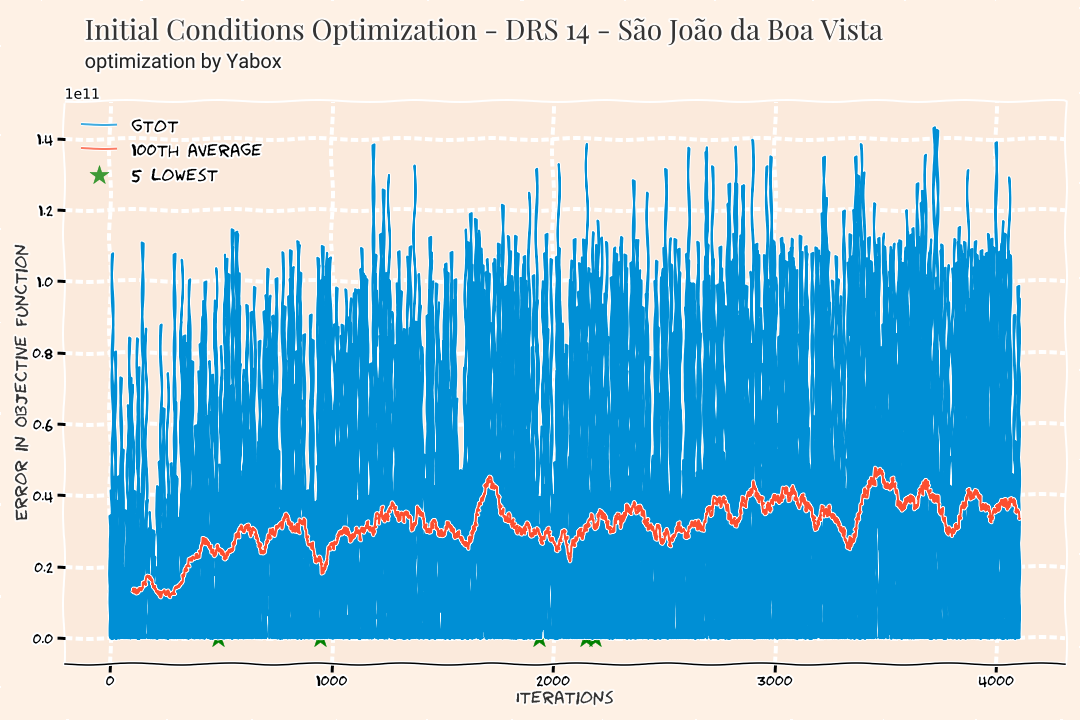 Initial Conditions Optimization - DRS 14 - São João da Boa Vista
optimization by Yabox
1e11
GTOT
100TH AVERAGE
5 LOWEST
1.4
1.2
1.0
0.8
0.6
0.4
0.2
0.0
ERROR IN OBJECTIVE FUNCTION
0 1000 2000 3000 4000
ITERATIONS